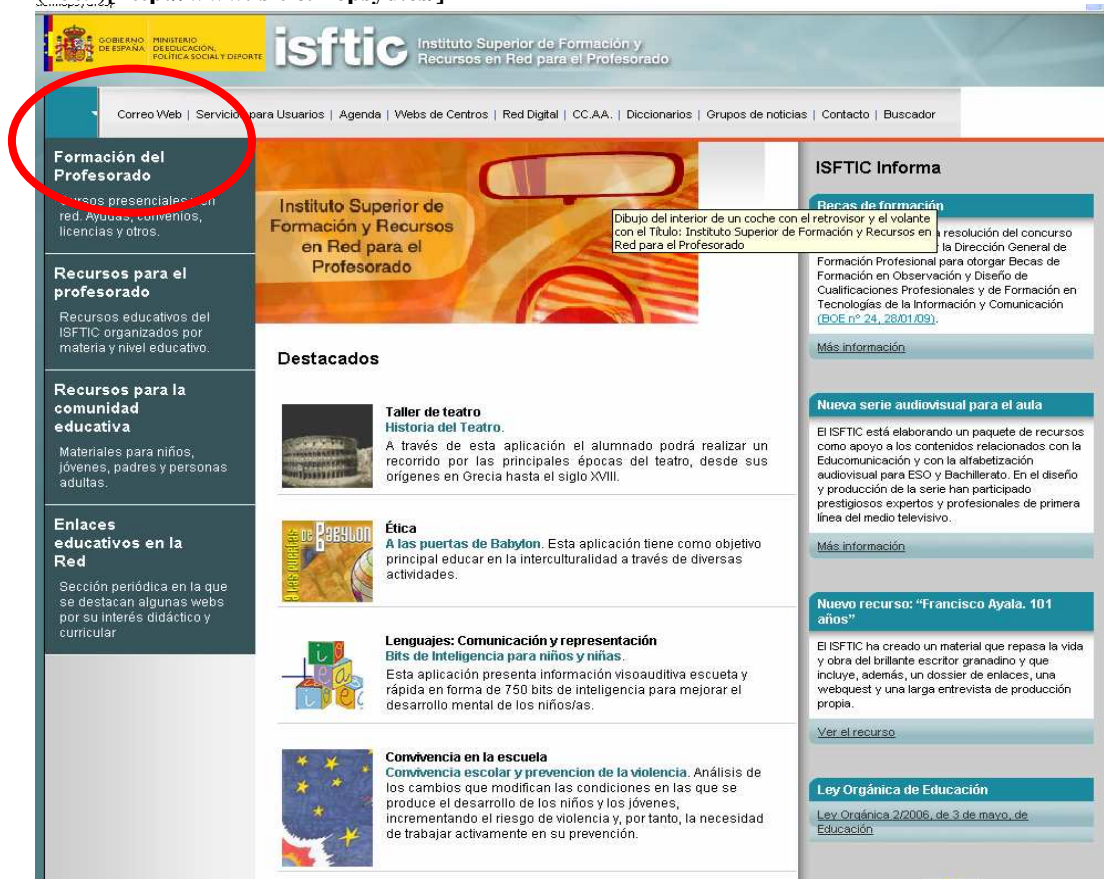 GOBIERNO DE ESPAÑA
MINISTERIO DE EDUCACIÓN, POLÍTICA SOCIAL Y DEPORTE
isftic
Instituto Superior de Formación y
Recursos en Red para el Profesorado
Correo Web | Servicios para Usuarios | Agenda | Webs de Centros | Red Digital | CC.AA. | Diccionarios | Grupos de noticias | Contacto | Buscador
Formación del
Profesorado
Cursos presenciales en
red. Ayudas, convenios,
licencias y otros.
Recursos para el
profesorado
Recursos educativos del
ISFTIC organizados por
materia y nivel educativo.
Recursos para la
comunidad
educativa
Materiales para niños,
jóvenes, padres y personas
adultas.
Enlaces
educativos en la
Red
Sección periódica en la que
se destacan algunas webs
por su interés didáctico y
curricular
Instituto Superior de
Formación y Recursos
en Red para el
Profesorado
Dibujo del interior de un coche con el retrovisor y el volante
con el Título: Instituto Superior de Formación y Recursos en
Red para el Profesorado
Destacados
Taller de teatro
Historia del Teatro.
A través de esta aplicación el alumnado podrá realizar un
recorrido por las principales épocas del teatro, desde sus
orígenes en Grecia hasta el siglo XVIII.
a las puertas DE BABYLON
Ética
A las puertas de Babylon. Esta aplicación tiene como objetivo
principal educar en la interculturalidad a través de diversas
actividades.
Lenguajes: Comunicación y representación
Bits de Inteligencia para niños y niñas.
Esta aplicación presenta información visoauditiva escueta y
rápida en forma de 750 bits de inteligencia para mejorar el
desarrollo mental de los niños/as.
Convivencia en la escuela
Convivencia escolar y prevencion de la violencia. Análisis de
los cambios que modifican las condiciones en las que se
produce el desarrollo de los niños y los jóvenes,
incrementando el riesgo de violencia y, por tanto, la necesidad
de trabajar activamente en su prevención.
ISFTIC Informa
Becas de formación
resolución del concurso
la Dirección General de
Formación Profesional para otorgar Becas de
Formación en Observación y Diseño de
Cualificaciones Profesionales y de Formación en
Tecnologías de la Información y Comunicación
(BOE nº 24, 28/01/09).
Más información
Nueva serie audiovisual para el aula
El ISFTIC está elaborando un paquete de recursos
como apoyo a los contenidos relacionados con la
Educomunicación y con la alfabetización
audiovisual para ESO y Bachillerato. En el diseño
y producción de la serie han participado
prestigiosos expertos y profesionales de primera
línea del medio televisivo.
Más información
Nuevo recurso: “Francisco Ayala. 101
años”
El ISFTIC ha creado un material que repasa la vida
y obra del brillante escritor granadino y que
incluye, además, un dossier de enlaces, una
webquest y una larga entrevista de producción
propia.
Ver el recurso
Ley Orgánica de Educación
Ley Orgánica 2/2006, de 3 de mayo, de
Educación